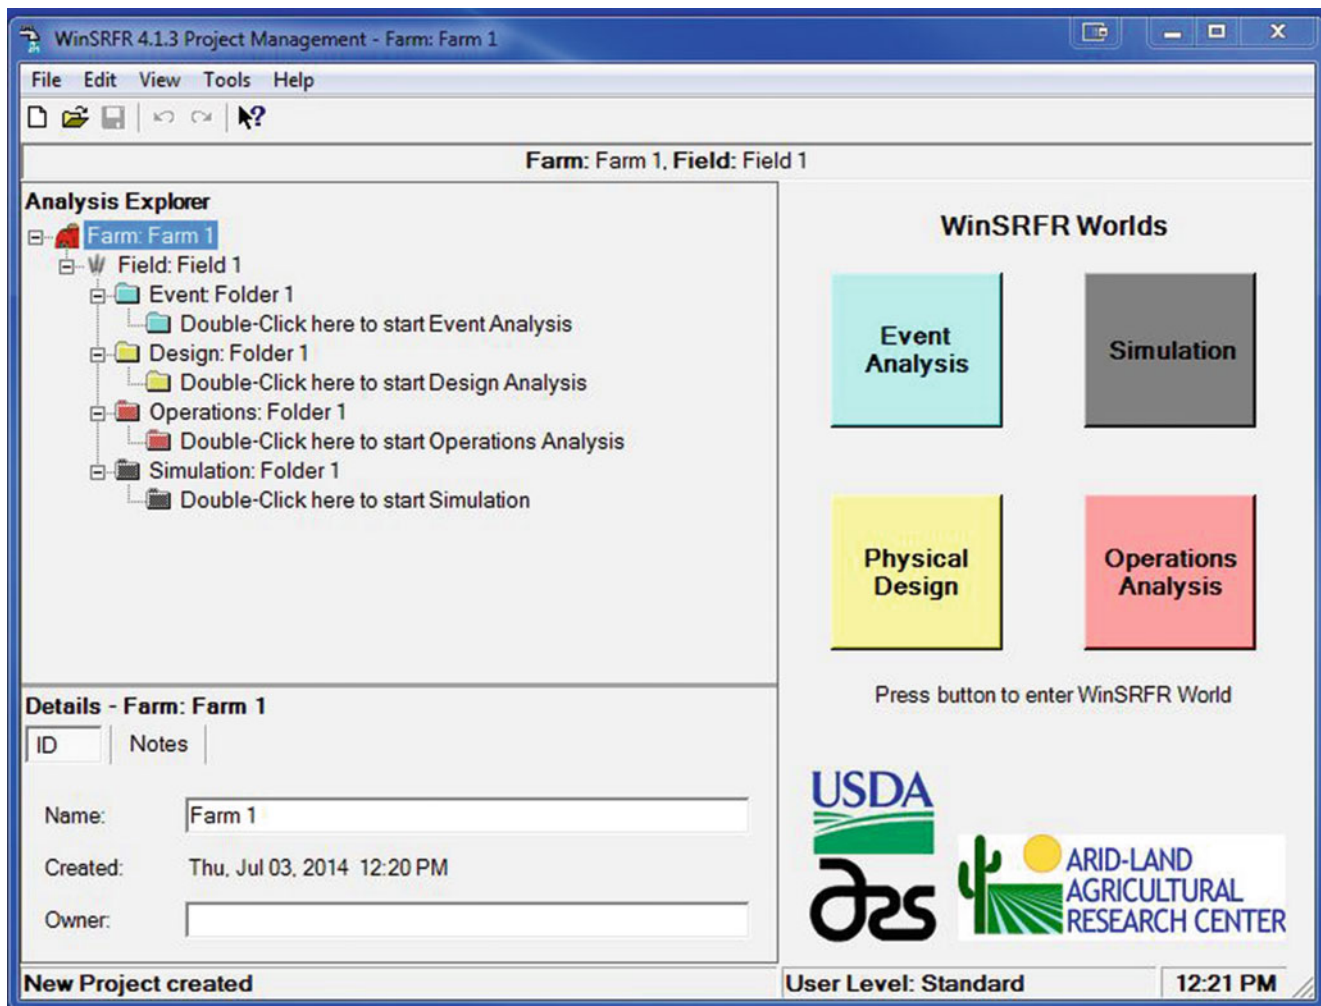 WinSRFR 4.1.3 Project Management - Farm: Farm 1
File Edit View Tools Help
Farm: Farm 1, Field: Field 1
Analysis Explorer
Farm: Farm 1
Field: Field 1
Event: Folder 1
Double-Click here to start Event Analysis
Design: Folder 1
Double-Click here to start Design Analysis
Operations: Folder 1
Double-Click here to start Operations Analysis
Simulation: Folder 1
Double-Click here to start Simulation
WinSRFR Worlds
Event
Analysis
Simulation
Physical
Design
Operations
Analysis
Press button to enter WinSRFR World
Details - Farm: Farm 1
ID Notes
Name: Farm 1
Created: Thu, Jul 03, 2014 12:20 PM
Owner:
USDA
ars
ARID-LAND
AGRICULTURAL
RESEARCH CENTER
New Project created
User Level: Standard
12:21 PM